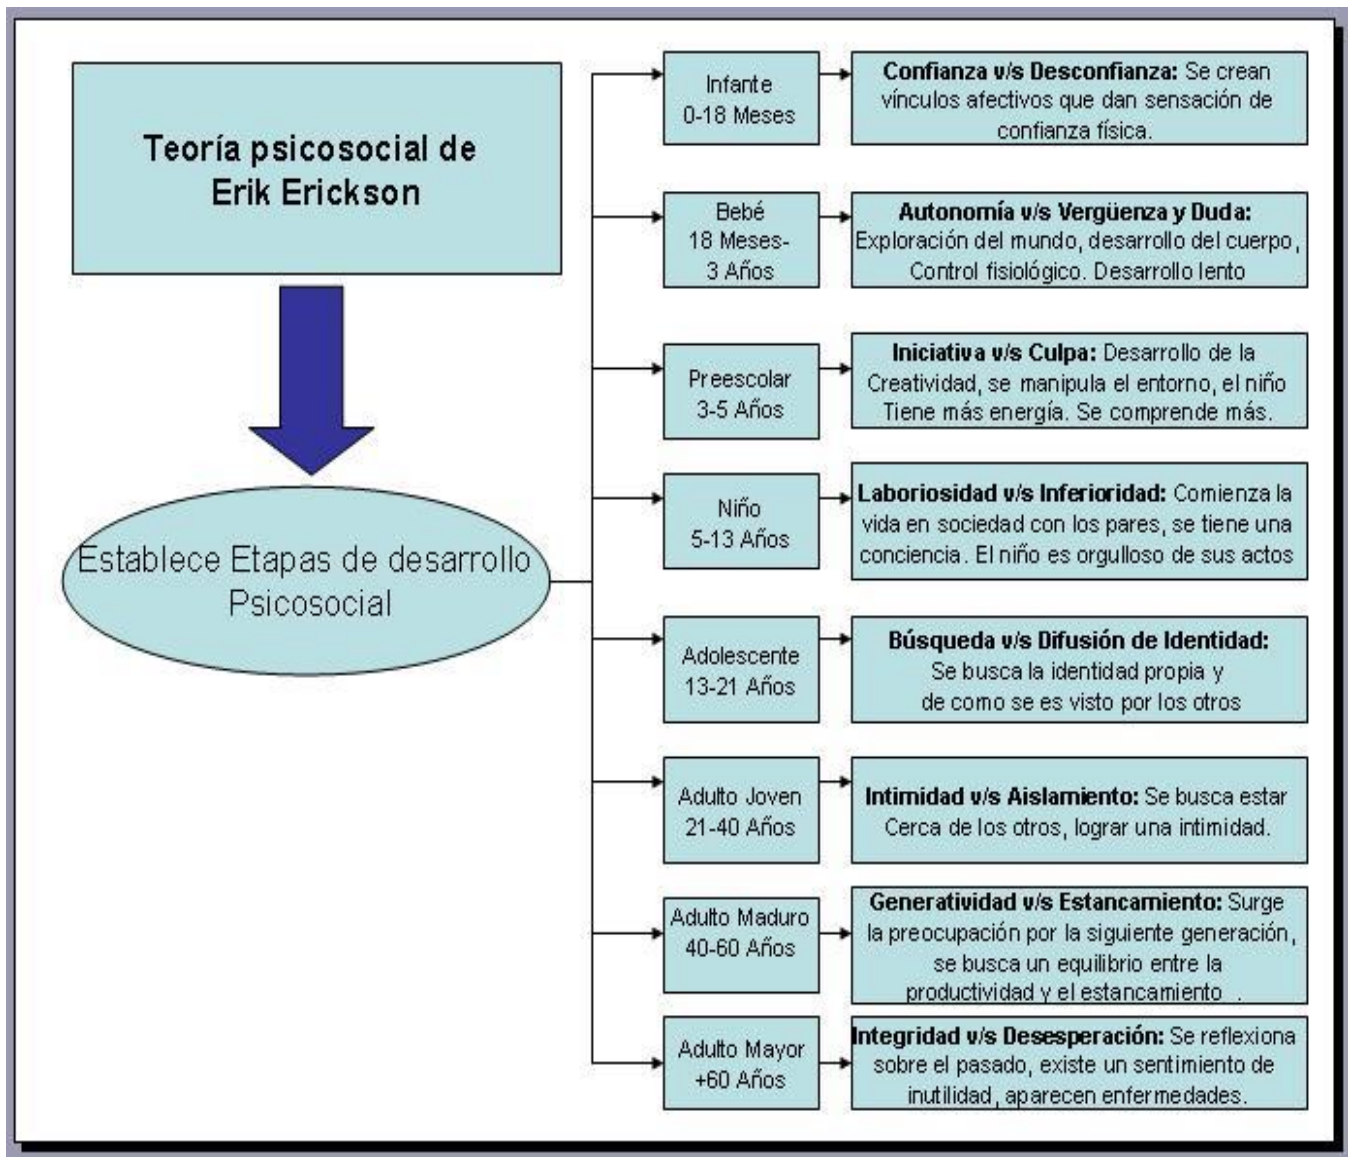 Teoría psicosocial de
Erik Erickson
Establece Etapas de desarrollo
Psicosocial
Infante
0-18 Meses
Confianza v/s Desconfianza: Se crean
vínculos afectivos que dan sensación de
confianza física.
Bebé
18 Meses-
3 Años
Autonomía v/s Vergüenza y Duda:
Exploración del mundo, desarrollo del cuerpo,
Control fisiológico. Desarrollo lento
Preescolar
3-5 Años
Iniciativa v/s Culpa: Desarrollo de la
Creatividad, se manipula el entorno, el niño
Tiene más energía. Se comprende más.
Niño
5-13 Años
Laboriosidad v/s Inferioridad: Comienza la
vida en sociedad con los pares, se tiene una
conciencia. El niño es orgulloso de sus actos
Adolescente
13-21 Años
Búsqueda v/s Difusión de Identidad:
Se busca la identidad propia y
de como se es visto por los otros
Adulto Joven
21-40 Años
Intimidad v/s Aislamiento: Se busca estar
Cerca de los otros, lograr una intimidad.
Adulto Maduro
40-60 Años
Generatividad v/s Estancamiento: Surge
la preocupación por la siguiente generación,
se busca un equilibrio entre la
productividad y el estancamiento .
Adulto Mayor
+60 Años
Integridad v/s Desesperación: Se reflexiona
sobre el pasado, existe un sentimiento de
inutilidad, aparecen enfermedades.